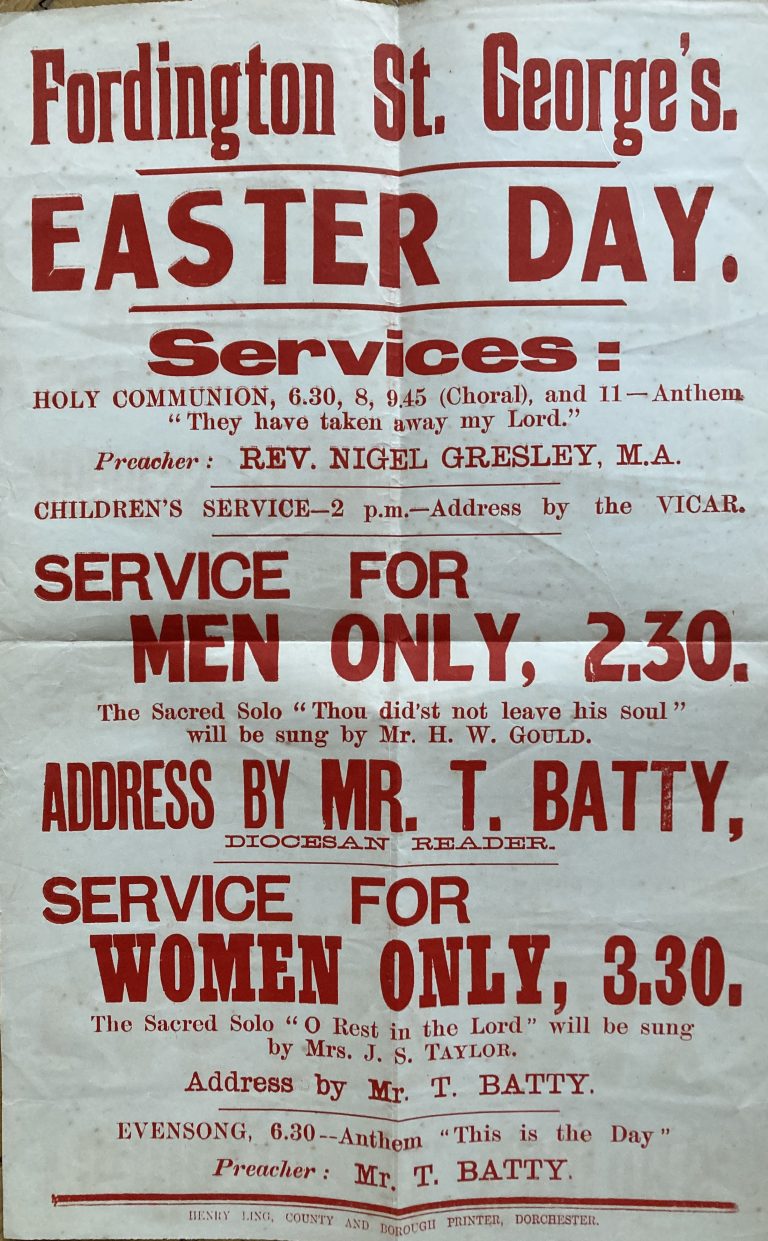 Fordington St. George's.
EASTER DAY.
Services:
HOLY COMMUNION, 6.30, 8, 9.45 (Choral), and 11—Anthem
"They have taken away my Lord."
Preacher: REV. NIGEL GRESLEY, M.A.
CHILDREN'S SERVICE—2 p.m.—Address by the VICAR.
SERVICE FOR
MEN ONLY, 2.30.
The Sacred Solo "Thou did'st not leave his soul"
will be sung by Mr. H. W. GOULD.
ADDRESS BY MR. T. BATTY,
DIOCESAN READER.
SERVICE FOR
WOMEN ONLY, 3.30.
The Sacred Solo "O Rest in the Lord" will be sung
by Mrs. J. S. TAYLOR.
Address by Mr. T. BATTY.
EVENSONG, 6.30--Anthem "This is the Day"
Preacher: Mr. T. BATTY.
HENRY LING, COUNTY AND BOROUGH PRINTER, DORCHESTER.